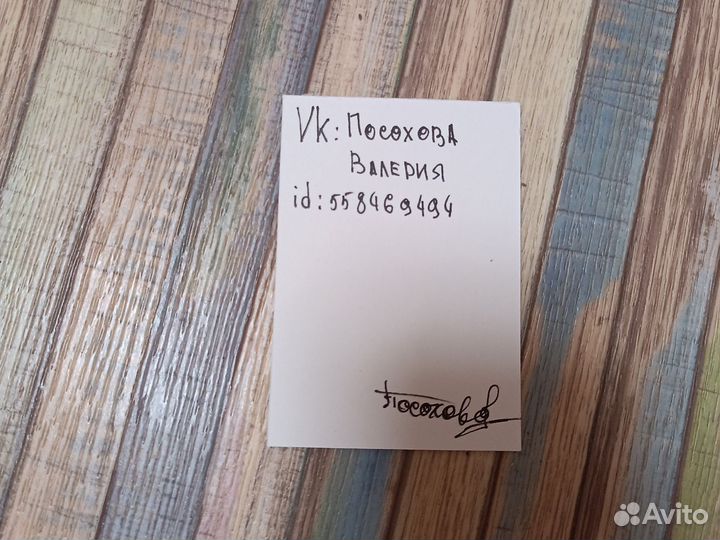 Vk: Посохова
Валерия
id: 558469494
Посохова
Avito